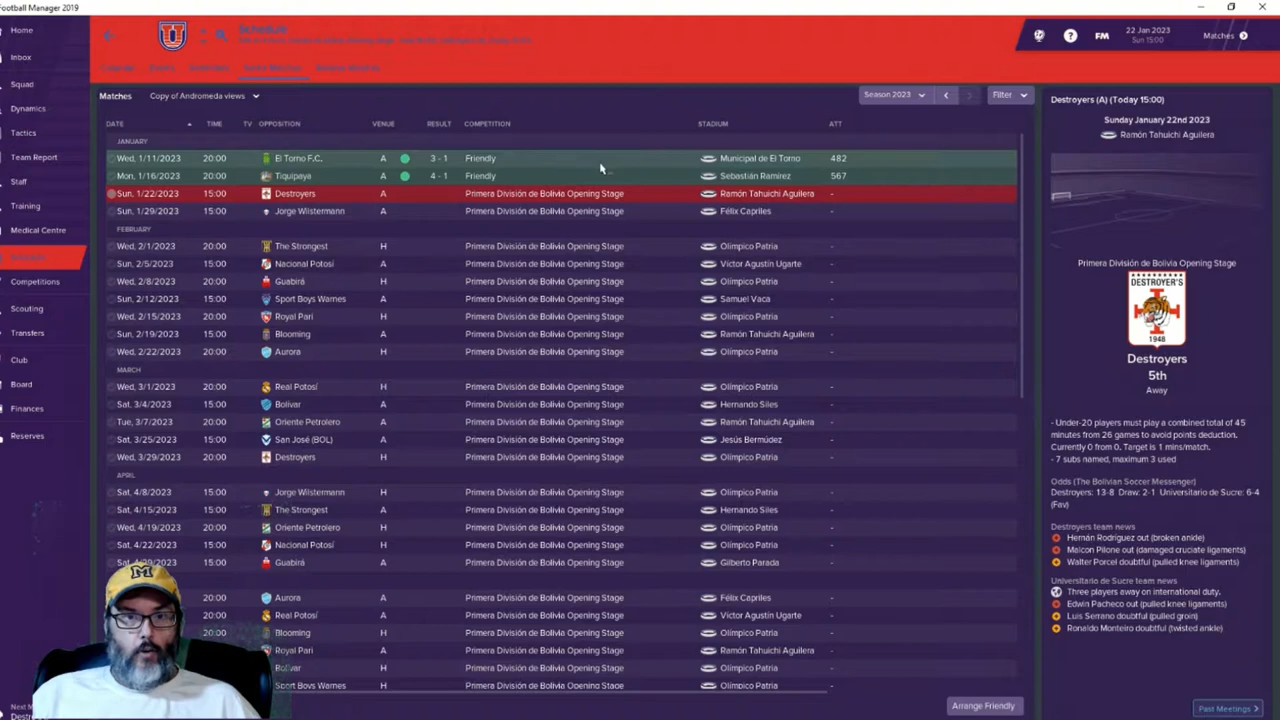 Football Manager 2019
Home
Inbox
Squad
Dynamics
Tactics
Team Report
Staff
Training
Medical Centre
Competitions
Scouting
Transfers
Club
Board
Finances
Reserves
Schedule
22 Jan 2023
Sun 15:00
FM
Matches
Matches Copy of Andromeda views
Season 2023
Filter
DATE TIME TV OPPOSITION VENUE RESULT COMPETITION STADIUM ATT
JANUARY
Wed, 1/11/2023 20:00 El Torno F.C. A 3 - 1 Friendly Municipal de El Torno 482
Mon, 1/16/2023 20:00 Tiquipaya A 4 - 1 Friendly Sebastián Ramírez 567
Sun, 1/22/2023 15:00 Destroyers A Primera División de Bolivia Opening Stage Ramón Tahuichi Aguilera -
Sun, 1/29/2023 15:00 Jorge Wilstermann A Primera División de Bolivia Opening Stage Félix Capriles -
FEBRUARY
Wed, 2/1/2023 20:00 The Strongest H Primera División de Bolivia Opening Stage Olímpico Patria -
Sun, 2/5/2023 15:00 Nacional Potosí A Primera División de Bolivia Opening Stage Víctor Agustín Ugarte -
Wed, 2/8/2023 20:00 Guabirá H Primera División de Bolivia Opening Stage Olímpico Patria -
Sun, 2/12/2023 15:00 Sport Boys Warnes A Primera División de Bolivia Opening Stage Samuel Vaca -
Wed, 2/15/2023 20:00 Royal Pari H Primera División de Bolivia Opening Stage Olímpico Patria -
Sun, 2/19/2023 15:00 Blooming A Primera División de Bolivia Opening Stage Ramón Tahuichi Aguilera -
Wed, 2/22/2023 20:00 Aurora H Primera División de Bolivia Opening Stage Olímpico Patria -
MARCH
Wed, 3/1/2023 20:00 Real Potosí H Primera División de Bolivia Opening Stage Olímpico Patria -
Sat, 3/4/2023 15:00 Bolívar A Primera División de Bolivia Opening Stage Hernando Siles -
Tue, 3/7/2023 15:00 Oriente Petrolero A Primera División de Bolivia Opening Stage Ramón Tahuichi Aguilera -
Sat, 3/25/2023 15:00 San José (BOL) A Primera División de Bolivia Opening Stage Jesús Bermúdez -
Wed, 3/29/2023 20:00 Destroyers H Primera División de Bolivia Opening Stage Olímpico Patria -
APRIL
Sat, 4/8/2023 15:00 Jorge Wilstermann H Primera División de Bolivia Opening Stage Olímpico Patria -
Sat, 4/15/2023 15:00 The Strongest A Primera División de Bolivia Opening Stage Hernando Siles -
Wed, 4/19/2023 20:00 Oriente Petrolero H Primera División de Bolivia Opening Stage Olímpico Patria -
Sat, 4/22/2023 15:00 Nacional Potosí H Primera División de Bolivia Opening Stage Olímpico Patria -
Sat, 4/29/2023 15:00 Guabirá A Primera División de Bolivia Opening Stage Gilberto Parada -
20:00 Aurora A Primera División de Bolivia Opening Stage Félix Capriles -
20:00 Real Potosí A Primera División de Bolivia Opening Stage Víctor Agustín Ugarte -
20:00 Blooming H Primera División de Bolivia Opening Stage Olímpico Patria -
Royal Pari A Primera División de Bolivia Opening Stage Ramón Tahuichi Aguilera -
Bolívar H Primera División de Bolivia Opening Stage Olímpico Patria -
Sport Boys Warnes H Primera División de Bolivia Opening Stage Olímpico Patria -
Arrange Friendly
Destroyers (A) (Today 15:00)
Sunday January 22nd 2023
Ramón Tahuichi Aguilera
Primera División de Bolivia Opening Stage
DESTROYER'S
1948
Destroyers
5th
Away
- Under-20 players must play a combined total of 45
minutes from 26 games to avoid points deduction.
Currently 0 from 0. Target is 1 mins/match.
- 7 subs named, maximum 3 used
Odds (The Bolivian Soccer Messenger)
Destroyers: 13-8 Draw: 2-1 Universitario de Sucre: 6-4
(Fav)
Destroyers team news
Hernán Rodríguez out (broken ankle)
Maicon Pilone out (damaged cruciate ligaments)
Walter Porcel doubtful (pulled knee ligaments)
Universitario de Sucre team news
Three players away on international duty.
Edwin Pacheco out (pulled knee ligaments)
Luis Serrano doubtful (pulled groin)
Ronaldo Monteiro doubtful (twisted ankle)
Past Meetings
M